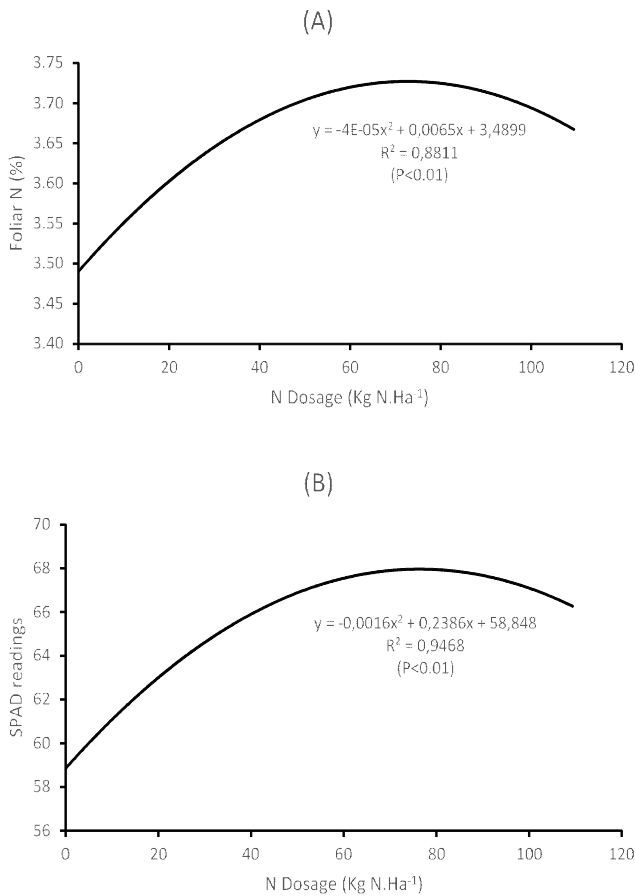 (A)
3.75
3.70
3.65
3.60
3.55
3.50
3.45
3.40
Foliar N (%)
y = -4E-05x² + 0,0065x + 3,4899
R² = 0,8811
(P<0.01)
0 20 40 60 80 100 120
N Dosage (Kg N.Ha⁻¹)
(B)
70
68
66
64
62
60
58
56
SPAD readings
y = -0,0016x² + 0,2386x + 58,848
R² = 0,9468
(P<0.01)
0 20 40 60 80 100 120
N Dosage (Kg N.Ha⁻¹)